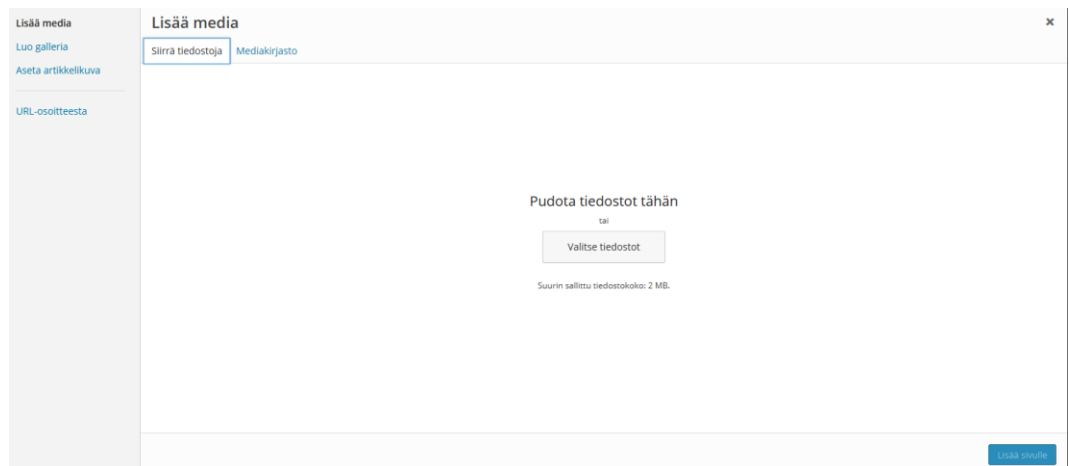 Lisää media
Luo galleria
Aseta artikkelikuva
URL-osoitteesta
Lisää media
×
Siirrä tiedostoja
Mediakirjasto
Pudota tiedostot tähän
tai
Valitse tiedostot
Suurin sallittu tiedostokoko: 2 MB.
Lisää sivulle